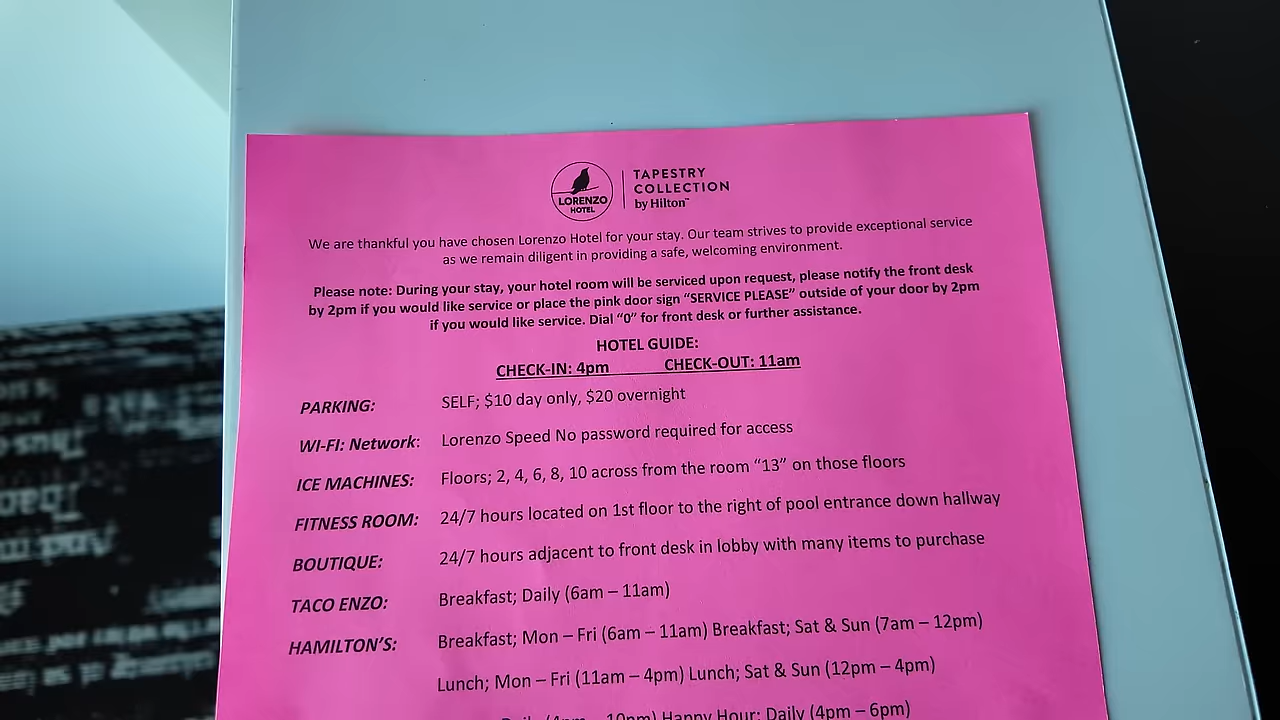 LORENZO
HOTEL
TAPESTRY
COLLECTION
by Hilton™
We are thankful you have chosen Lorenzo Hotel for your stay. Our team strives to provide exceptional service
as we remain diligent in providing a safe, welcoming environment.
Please note: During your stay, your hotel room will be serviced upon request, please notify the front desk
by 2pm if you would like service or place the pink door sign “SERVICE PLEASE” outside of your door by 2pm
if you would like service. Dial “0” for front desk or further assistance.
HOTEL GUIDE:
CHECK-IN: 4pm CHECK-OUT: 11am
PARKING: SELF; $10 day only, $20 overnight
WI-FI: Network: Lorenzo Speed No password required for access
ICE MACHINES: Floors; 2, 4, 6, 8, 10 across from the room “13” on those floors
FITNESS ROOM: 24/7 hours located on 1st floor to the right of pool entrance down hallway
BOUTIQUE: 24/7 hours adjacent to front desk in lobby with many items to purchase
TACO ENZO: Breakfast; Daily (6am – 11am)
HAMILTON’S: Breakfast; Mon – Fri (6am – 11am) Breakfast; Sat & Sun (7am – 12pm)
Lunch; Mon – Fri (11am – 4pm) Lunch; Sat & Sun (12pm – 4pm)
Daily (4pm – 10pm) Happy Hour: Daily (4pm – 6pm)